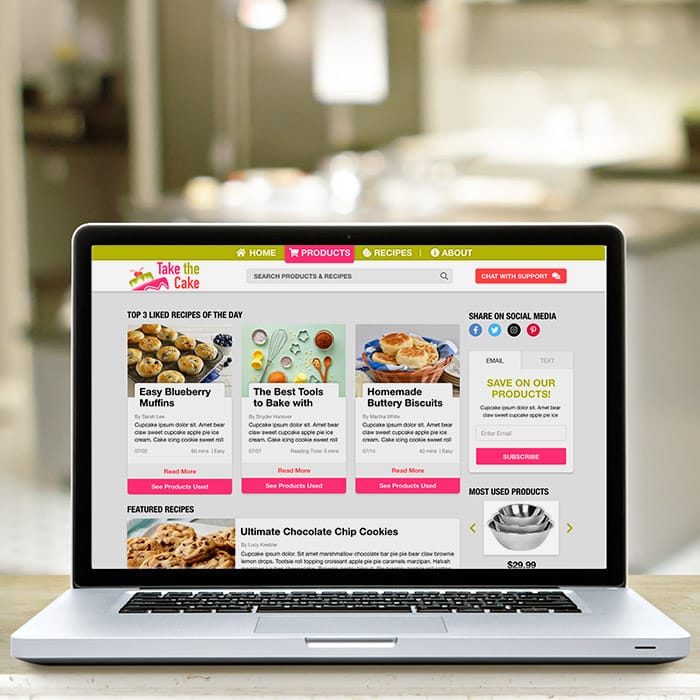 HOME PRODUCTS RECIPES | ABOUT
Take the
Cake
SEARCH PRODUCTS & RECIPES
CHAT WITH SUPPORT
TOP 3 LIKED RECIPES OF THE DAY
Easy Blueberry
Muffins
By Sarah Lee
Cupcake ipsum dolor sit. Amet bear
claw sweet cupcake apple pie ice
cream. Cake icing cookie sweet roll
07/02 60 mins | Easy
Read More
See Products Used
The Best Tools
to Bake with
By Snyder Hanover
Cupcake ipsum dolor sit. Amet bear
claw sweet cupcake apple pie ice
cream. Cake icing cookie sweet roll
07/07 Reading Time: 5 mins
Read More
See Products Used
Homemade
Buttery Biscuits
By Martha White
Cupcake ipsum dolor sit. Amet bear
claw sweet cupcake apple pie ice
cream. Cake icing cookie sweet roll
07/14 40 mins | Easy
Read More
See Products Used
SHARE ON SOCIAL MEDIA
EMAIL TEXT
SAVE ON OUR
PRODUCTS!
Cupcake ipsum dolor sit. Amet bear
claw sweet cupcake apple pie ice
Enter Email
SUBSCRIBE
MOST USED PRODUCTS
$29.99
FEATURED RECIPES
Ultimate Chocolate Chip Cookies
By Lucy Keebler
Cupcake ipsum dolor. Sit amet marshmallow chocolate bar pie pie bear claw brownie
lemon drops. Tootsie roll topping croissant apple pie pie caramels marzipan. Halvah